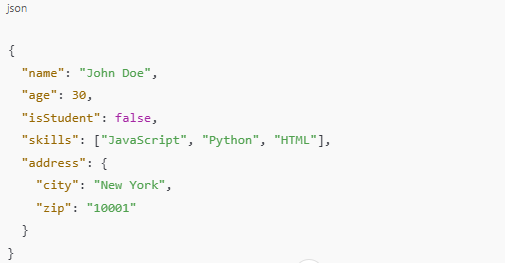 json
{
  "name": "John Doe",
  "age": 30,
  "isStudent": false,
  "skills": ["JavaScript", "Python", "HTML"],
  "address": {
    "city": "New York",
    "zip": "10001"
  }
}